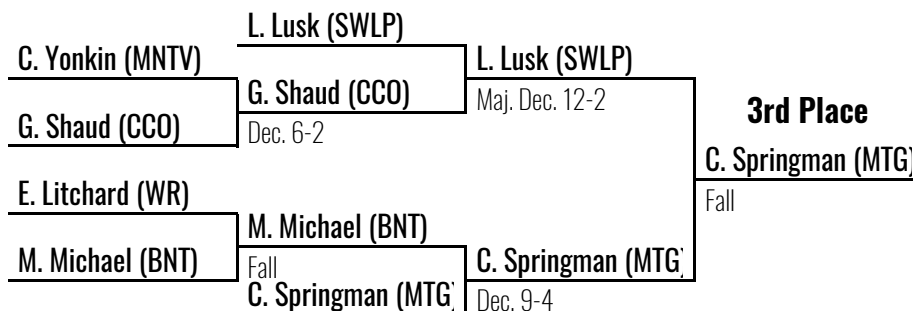 L. Lusk (SWLP)
C. Yonkin (MNTV)
L. Lusk (SWLP)
G. Shaud (CCO)
Maj. Dec. 12-2
3rd Place
G. Shaud (CCO)
Dec. 6-2
C. Springman (MTG)
E. Litchard (WR)
Fall
M. Michael (BNT)
M. Michael (BNT)
Fall
C. Springman (MTG)
C. Springman (MTG)
Dec. 9-4